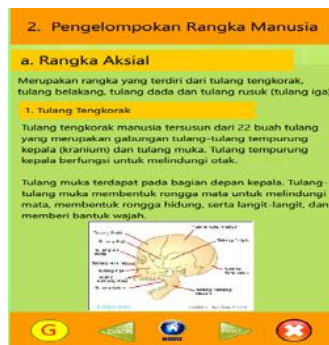 2. Pengelompokan Rangka Manusia
a. Rangka Aksial
Merupakan rangka yang terdiri dari tulang tengkorak,
tulang belakang, tulang dada dan tulang rusuk (tulang iga)
1. Tulang Tengkorak
Tulang tengkorak manusia tersusun dari 22 buah tulang
yang merupakan gabungan tulang-tulang tempurung
kepala (kranium) dan tulang muka. Tulang tempurung
kepala berfungsi untuk melindungi otak.
Tulang muka terdapat pada bagian depan kepala. Tulang-
tulang muka membentuk rongga mata untuk melindungi
mata, membentuk rongga hidung, serta langit-langit, dan
memberi bantuk wajah.
G
HOME